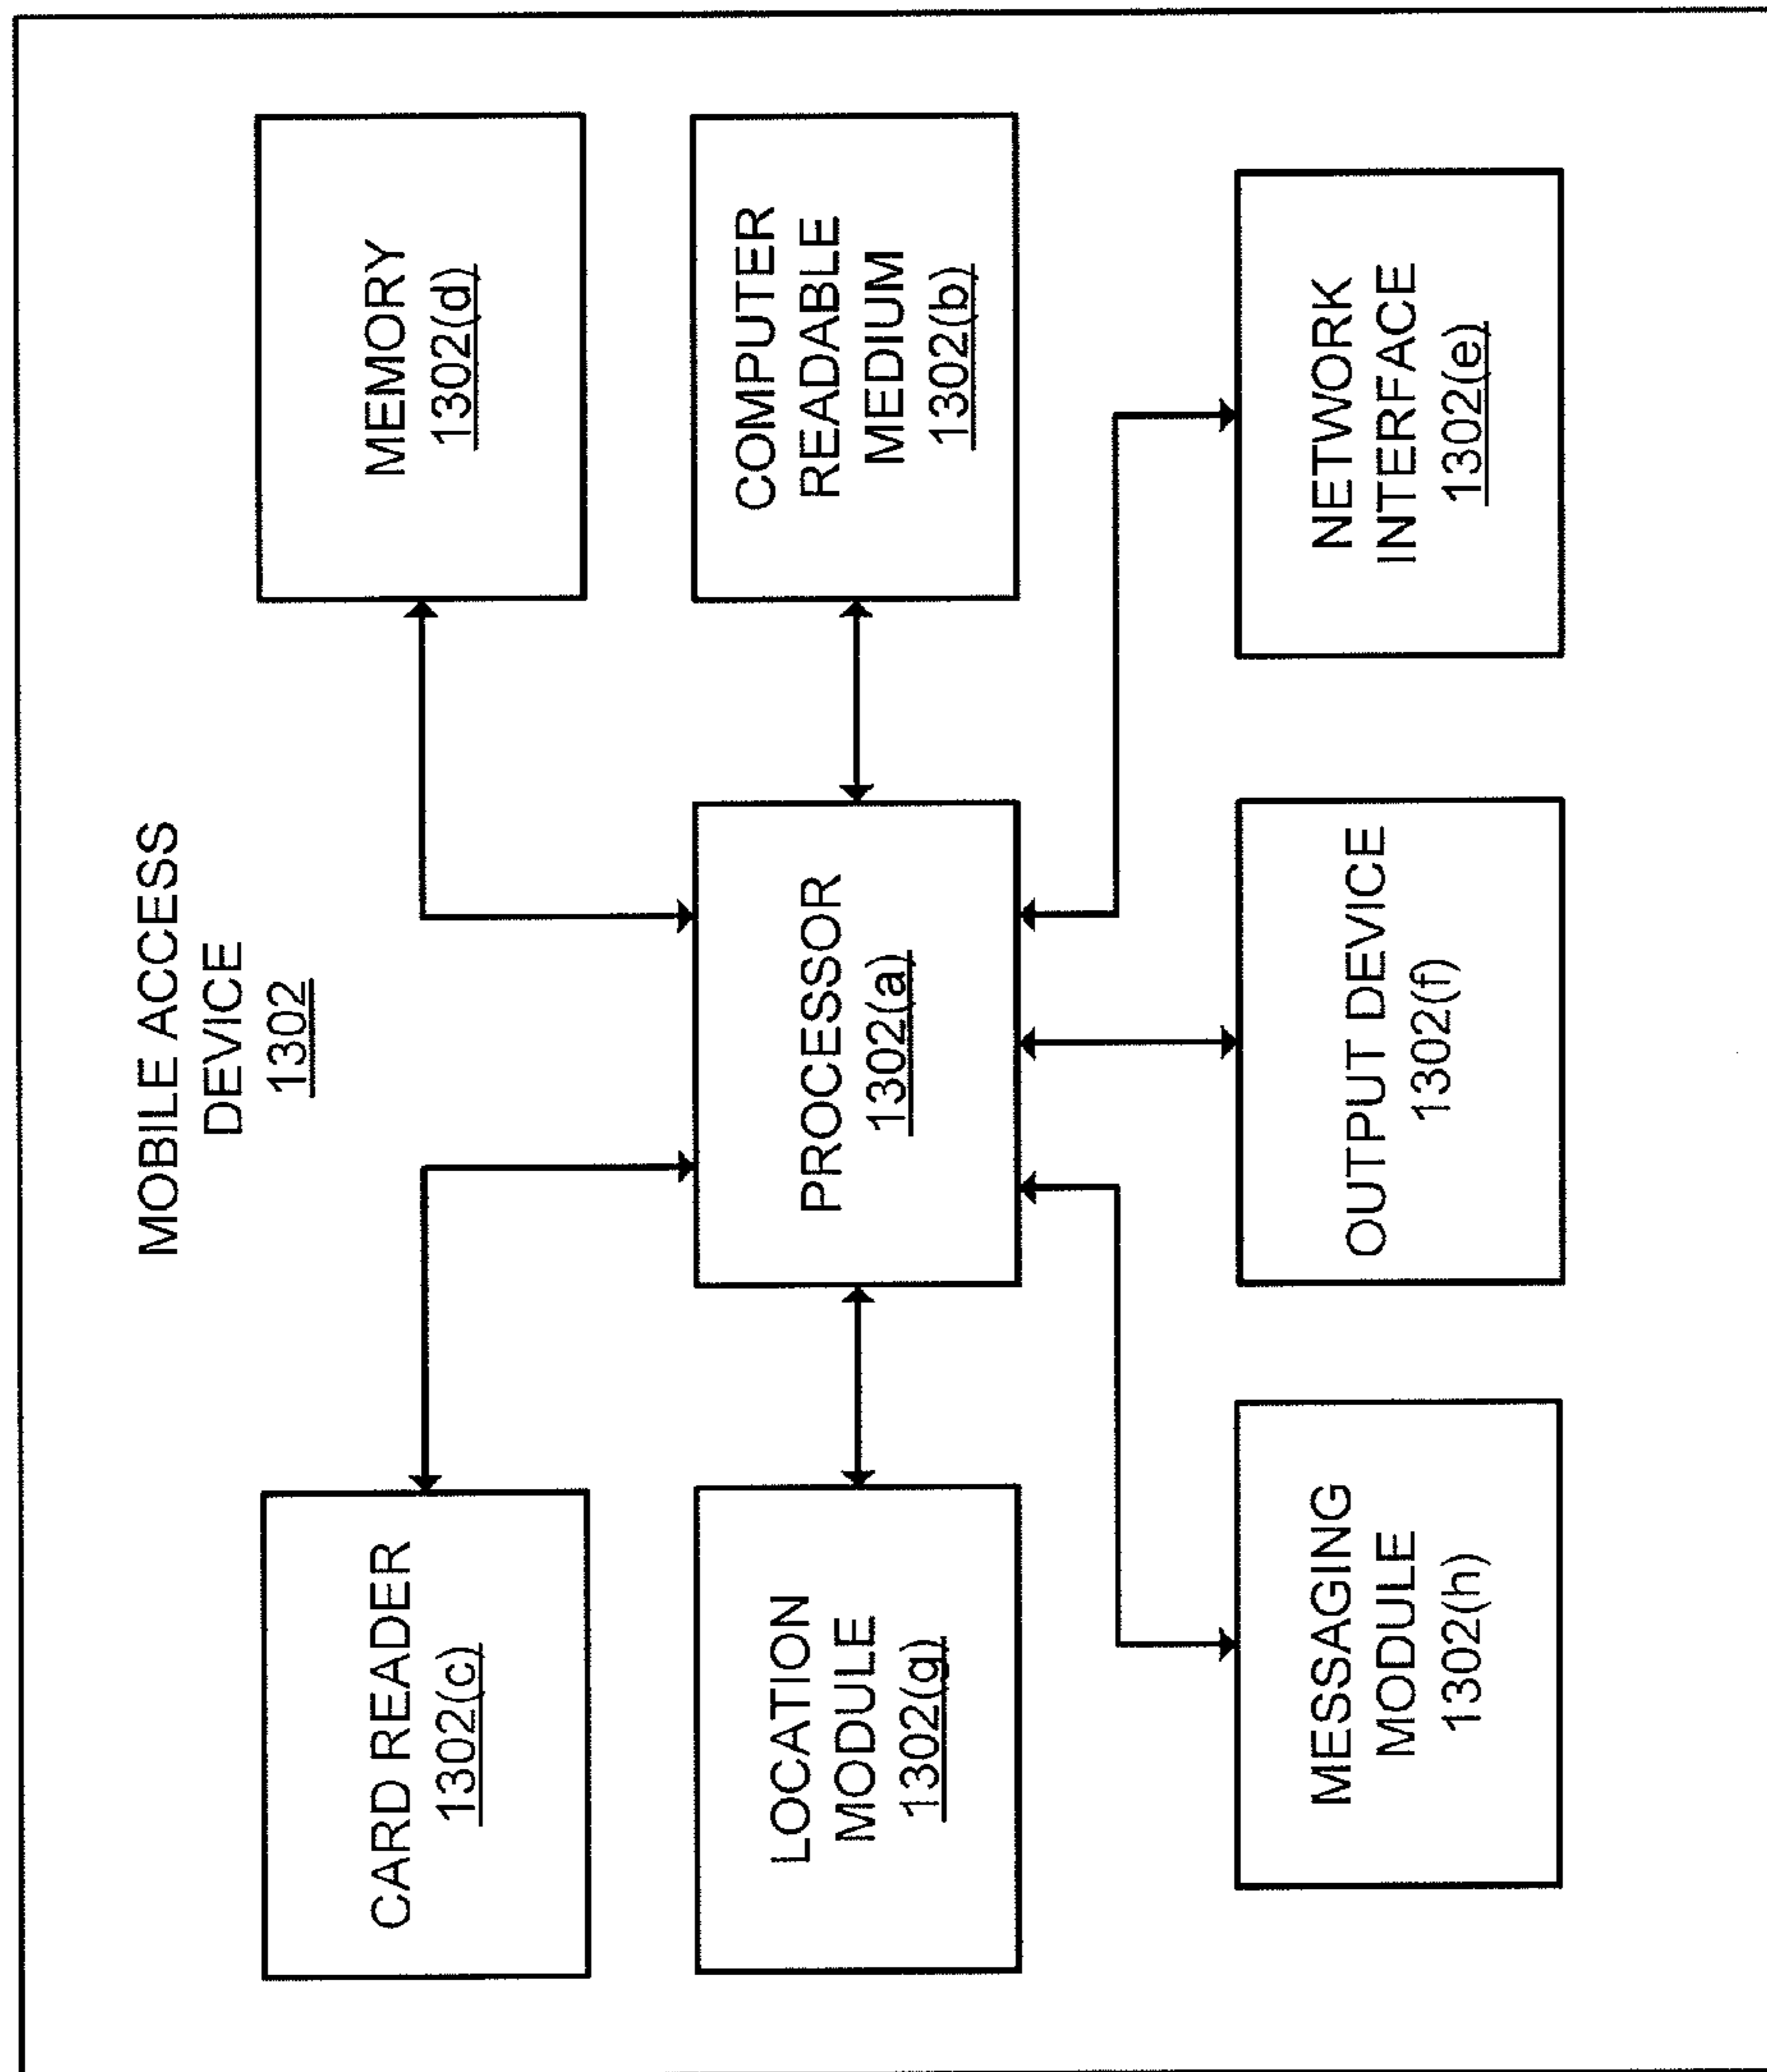 MOBILE ACCESS
DEVICE
1302
CARD READER
1302(c)
MEMORY
1302(d)
LOCATION
MODULE
1302(g)
PROCESSOR
1302(a)
COMPUTER
READABLE
MEDIUM
1302(b)
MESSAGING
MODULE
1302(h)
OUTPUT DEVICE
1302(f)
NETWORK
INTERFACE
1302(e)